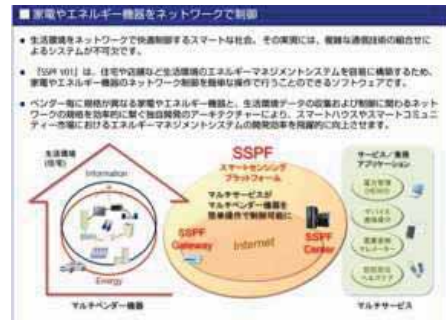 ■ 家電やエネルギー機器をネットワークで制御
● 生活環境をネットワークで快適制御するスマートな社会。その実現には、複雑な通信技術の組合せに
よるシステムが不可欠です。
● 「SSPF V01」は、住宅や店舗など生活環境のエネルギーマネジメントシステムを容易に構築するため、
家電やエネルギー機器のネットワーク制御を簡単な操作で行うことのできるソフトウェアです。
● ベンダー毎に規格が異なる家電やエネルギー機器と、生活環境データの収集および制御に関わるネット
ワークの規格を効率的に繋ぐ独自開発のアーキテクチャーにより、スマートハウスやスマートコミュニ
ティー市場におけるエネルギーマネジメントシステムの開発効率を飛躍的に向上させます。
生活環境
(住宅)
Information
Energy
マルチベンダー機器
SSPF
スマートセンシング
プラットフォーム
マルチサービスが
マルチベンダー機器を
簡単操作で制御可能に
SSPF
Gateway
Internet
SSPF
Center
サービス／業務
アプリケーション
電力管理
モバイル
ヘルスケア
マルチサービス